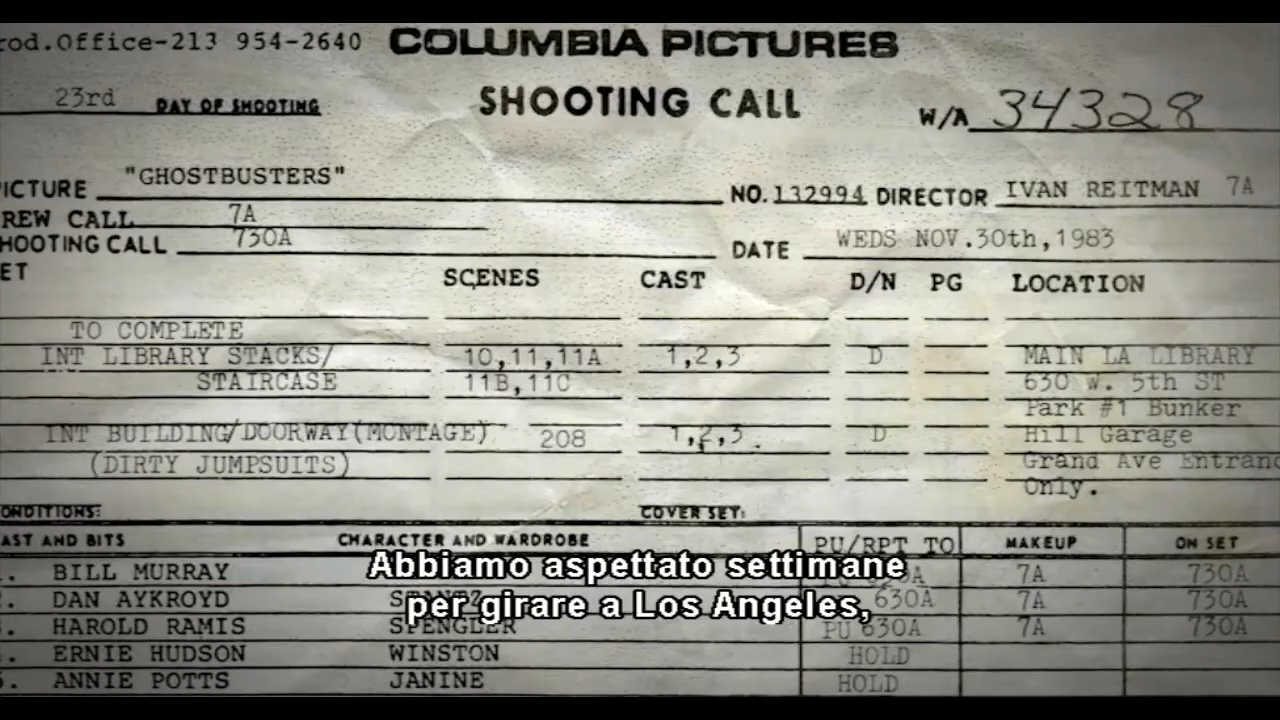 rod.Office-213 954-2640 COLUMBIA PICTURES
23rd DAY OF SHOOTING SHOOTING CALL W/A 34328
ICTURE "GHOSTBUSTERS" NO. 132994 DIRECTOR IVAN REITMAN 7A
REW CALL 7A
HOOTING CALL 730A DATE WEDS NOV.30th,1983
ET SCENES CAST D/N PG LOCATION
TO COMPLETE
INT LIBRARY STACKS/ 10,11,11A 1,2,3 D MAIN LA LIBRARY
STAIRCASE 11B,11C 630 W. 5th ST
Park #1 Bunker
INT BUILDING/DOORWAY(MONTAGE) 208 1,2,3 D Hill Garage
(DIRTY JUMPSUITS) Grand Ave Entranc
Only.
ONDITIONS: COVER SET:
AST AND BITS CHARACTER AND WARDROBE PU/RPT TO MAKEUP ON SET
. BILL MURRAY 7A 730A
. DAN AYKROYD 630A 7A 730A
. HAROLD RAMIS SPENGLER PU 630A 7A 730A
. ERNIE HUDSON WINSTON HOLD
. ANNIE POTTS JANINE HOLD
Abbiamo aspettato settimane
per girare a Los Angeles,